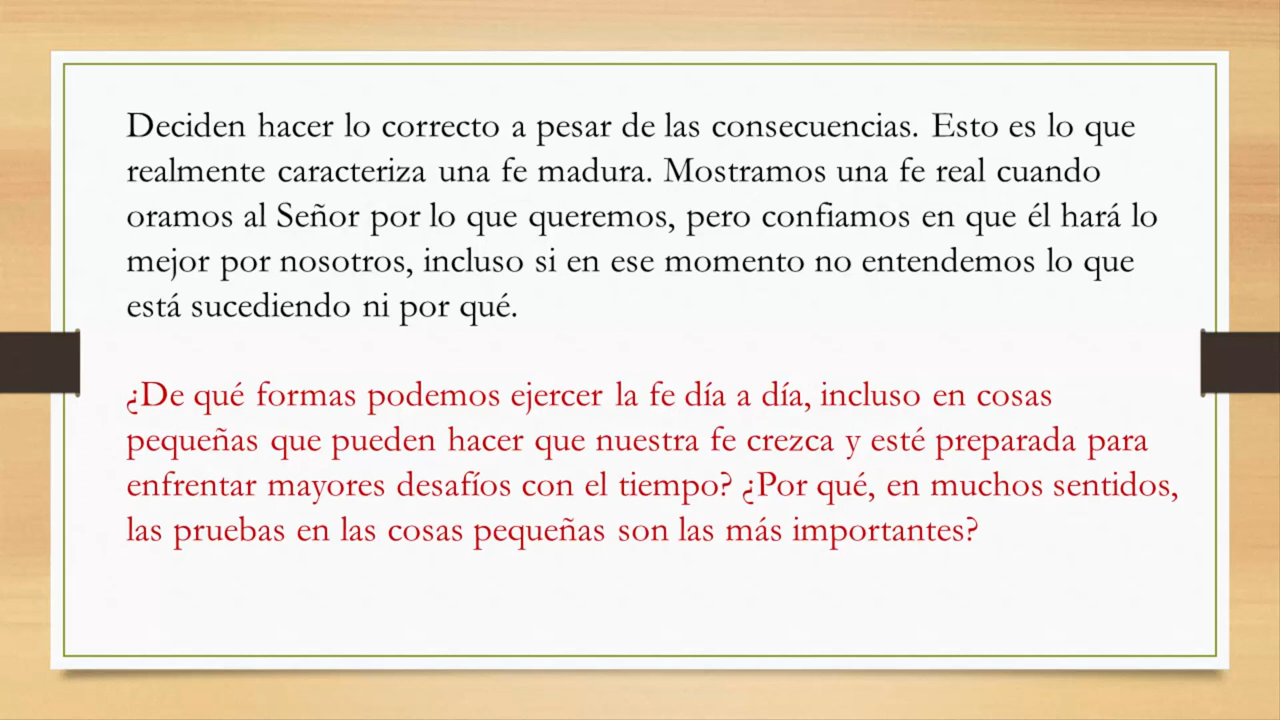 Deciden hacer lo correcto a pesar de las consecuencias. Esto es lo que
realmente caracteriza una fe madura. Mostramos una fe real cuando
oramos al Señor por lo que queremos, pero confiamos en que él hará lo
mejor por nosotros, incluso si en ese momento no entendemos lo que
está sucediendo ni por qué.
¿De qué formas podemos ejercer la fe día a día, incluso en cosas
pequeñas que pueden hacer que nuestra fe crezca y esté preparada para
enfrentar mayores desafíos con el tiempo? ¿Por qué, en muchos sentidos,
las pruebas en las cosas pequeñas son las más importantes?